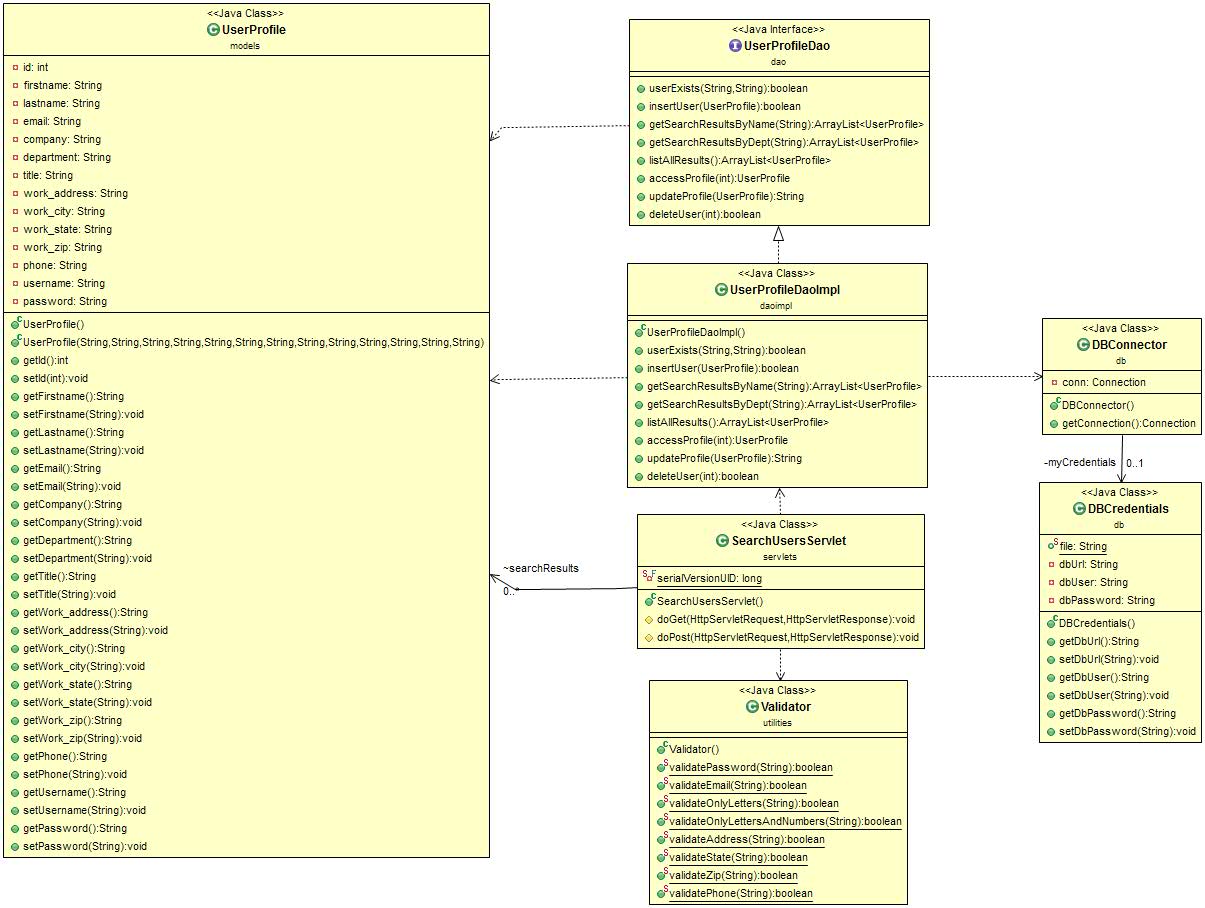 <<Java Class>>
UserProfile
models
id: int
firstname: String
lastname: String
email: String
company: String
department: String
title: String
work_address: String
work_city: String
work_state: String
work_zip: String
phone: String
username: String
password: String
UserProfile()
UserProfile(String,String,String,String,String,String,String,String,String,String,String,String,String)
getId():int
setId(int):void
getFirstname():String
setFirstname(String):void
getLastname():String
setLastname(String):void
getEmail():String
setEmail(String):void
getCompany():String
setCompany(String):void
getDepartment():String
setDepartment(String):void
getTitle():String
setTitle(String):void
getWork_address():String
setWork_address(String):void
getWork_city():String
setWork_city(String):void
getWork_state():String
setWork_state(String):void
getWork_zip():String
setWork_zip(String):void
getPhone():String
setPhone(String):void
getUsername():String
setUsername(String):void
getPassword():String
setPassword(String):void
<<Java Interface>>
UserProfileDao
dao
userExists(String,String):boolean
insertUser(UserProfile):boolean
getSearchResultsByName(String):ArrayList<UserProfile>
getSearchResultsByDept(String):ArrayList<UserProfile>
listAllResults():ArrayList<UserProfile>
accessProfile(int):UserProfile
updateProfile(UserProfile):String
deleteUser(int):boolean
<<Java Class>>
UserProfileDaoImpl
daoimpl
UserProfileDaoImpl()
userExists(String,String):boolean
insertUser(UserProfile):boolean
getSearchResultsByName(String):ArrayList<UserProfile>
getSearchResultsByDept(String):ArrayList<UserProfile>
listAllResults():ArrayList<UserProfile>
accessProfile(int):UserProfile
updateProfile(UserProfile):String
deleteUser(int):boolean
~searchResults
0..*
<<Java Class>>
SearchUsersServlet
servlets
serialVersionUID: long
SearchUsersServlet()
doGet(HttpServletRequest,HttpServletResponse):void
doPost(HttpServletRequest,HttpServletResponse):void
<<Java Class>>
Validator
utilities
Validator()
validatePassword(String):boolean
validateEmail(String):boolean
validateOnlyLetters(String):boolean
validateOnlyLettersAndNumbers(String):boolean
validateAddress(String):boolean
validateState(String):boolean
validateZip(String):boolean
validatePhone(String):boolean
<<Java Class>>
DBConnector
db
conn: Connection
DBConnector()
getConnection():Connection
-myCredentials 0..1
<<Java Class>>
DBCredentials
db
file: String
dbUrl: String
dbUser: String
dbPassword: String
DBCredentials()
getDbUrl():String
setDbUrl(String):void
getDbUser():String
setDbUser(String):void
getDbPassword():String
setDbPassword(String):void